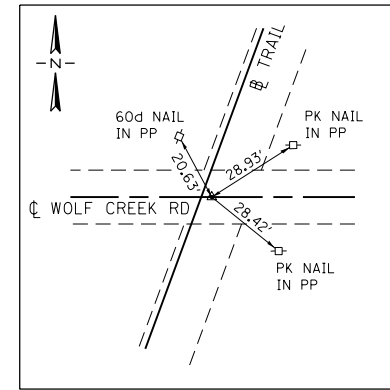 N
℄ TRAIL
60d NAIL
IN PP
PK NAIL
IN PP
20.63'
28.93'
℄ WOLF CREEK RD
28.42'
PK NAIL
IN PP